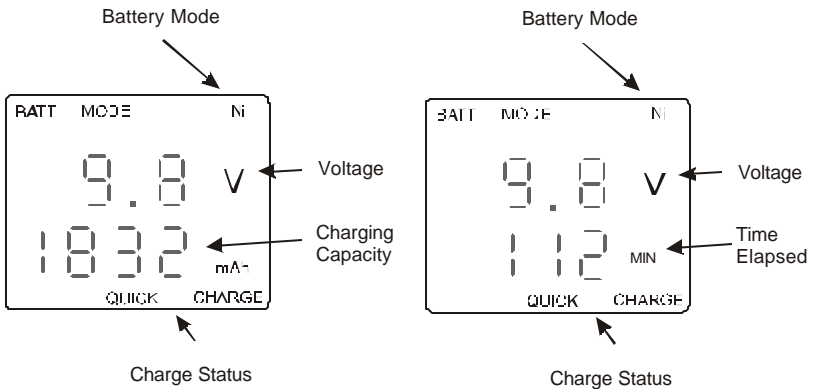 Battery Mode
BATT MODE Ni
9.8 V
Voltage
1832 mAh
Charging
Capacity
QUICK CHARGE
Charge Status
Battery Mode
BATT MODE Ni
9.8 V
Voltage
112 MIN
Time
Elapsed
QUICK CHARGE
Charge Status